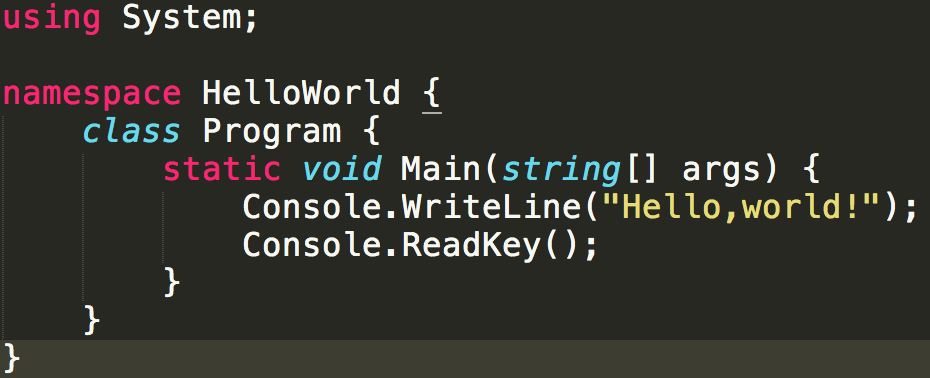 using System;

namespace HelloWorld {
    class Program {
        static void Main(string[] args) {
            Console.WriteLine("Hello,world!");
            Console.ReadKey();
        }
    }
}